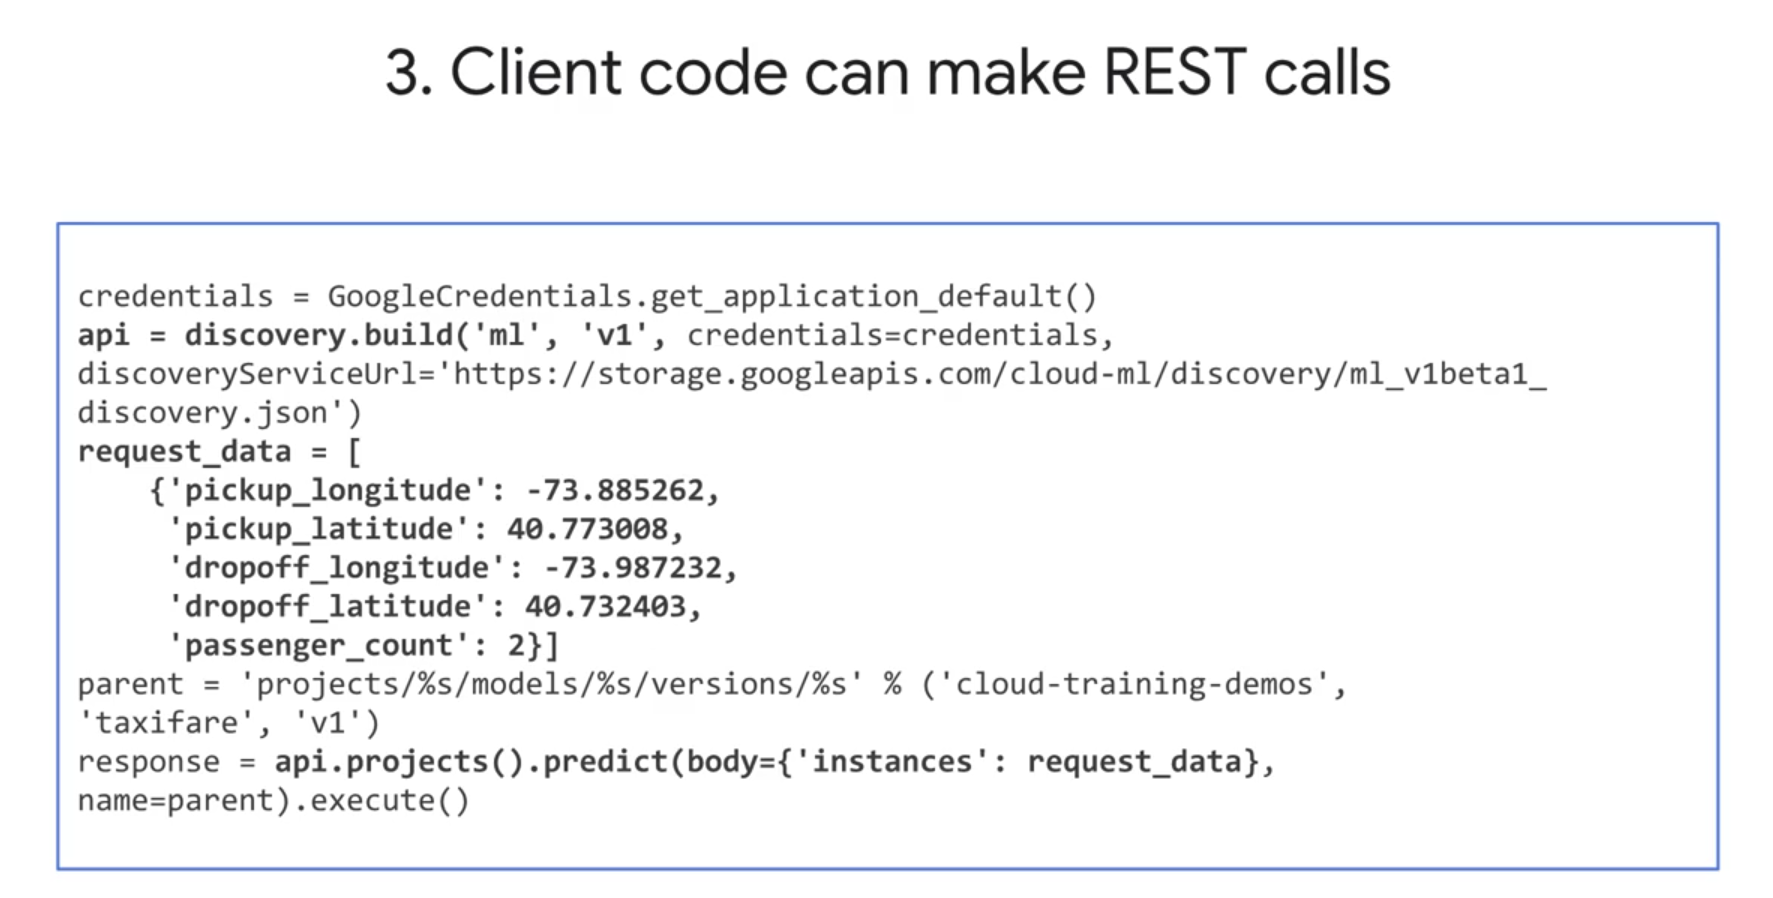 3. Client code can make REST calls
credentials = GoogleCredentials.get_application_default()
api = discovery.build('ml', 'v1', credentials=credentials,
discoveryServiceUrl='https://storage.googleapis.com/cloud-ml/discovery/ml_v1beta1_
discovery.json')
request_data = [
    {'pickup_longitude': -73.885262,
     'pickup_latitude': 40.773008,
     'dropoff_longitude': -73.987232,
     'dropoff_latitude': 40.732403,
     'passenger_count': 2}]
parent = 'projects/%s/models/%s/versions/%s' % ('cloud-training-demos',
'taxifare', 'v1')
response = api.projects().predict(body={'instances': request_data},
name=parent).execute()